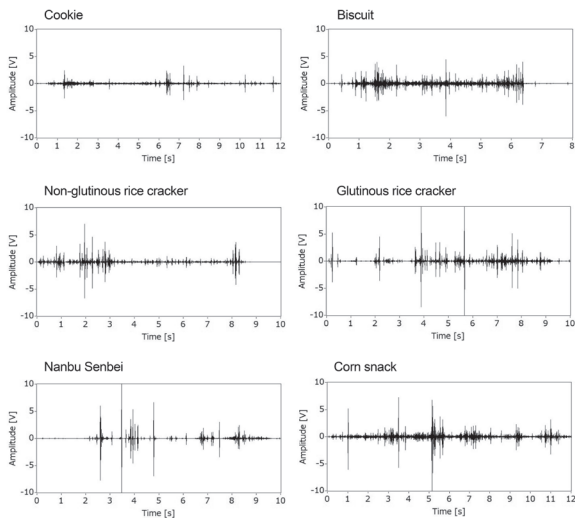 Cookie
Amplitude [V]
10
5
0
-5
-10
0 1 2 3 4 5 6 7 8 9 10 11 12
Time [s]
Biscuit
Amplitude [V]
10
5
0
-5
-10
0 1 2 3 4 5 6 7 8
Time [s]
Non-glutinous rice cracker
Amplitude [V]
10
5
0
-5
-10
0 1 2 3 4 5 6 7 8 9 10
Time [s]
Glutinous rice cracker
Amplitude [V]
10
5
0
-5
-10
0 1 2 3 4 5 6 7 8 9 10
Time [s]
Nanbu Senbei
Amplitude [V]
10
5
0
-5
-10
0 1 2 3 4 5 6 7 8 9 10
Time [s]
Corn snack
Amplitude [V]
10
5
0
-5
-10
0 1 2 3 4 5 6 7 8 9 10 11 12
Time [s]